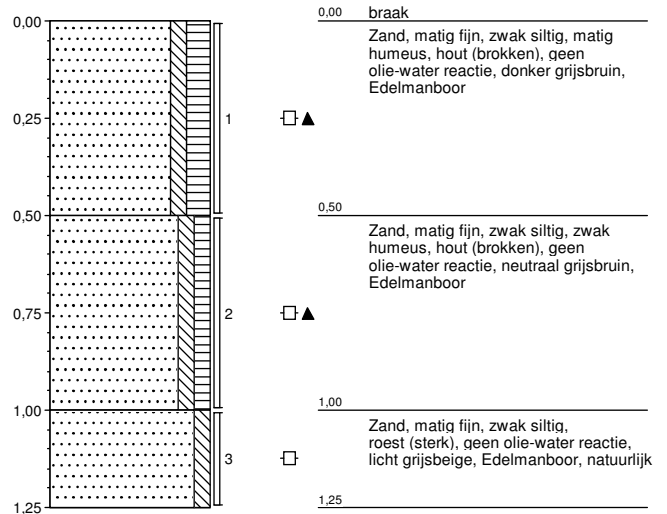 0,00
0,25
0,50
0,75
1,00
1,25
1
2
3
0,00 braak
Zand, matig fijn, zwak siltig, matig
humeus, hout (brokken), geen
olie-water reactie, donker grijsbruin,
Edelmanboor
0,50
Zand, matig fijn, zwak siltig, zwak
humeus, hout (brokken), geen
olie-water reactie, neutraal grijsbruin,
Edelmanboor
1,00
Zand, matig fijn, zwak siltig,
roest (sterk), geen olie-water reactie,
licht grijsbeige, Edelmanboor, natuurlijk
1,25